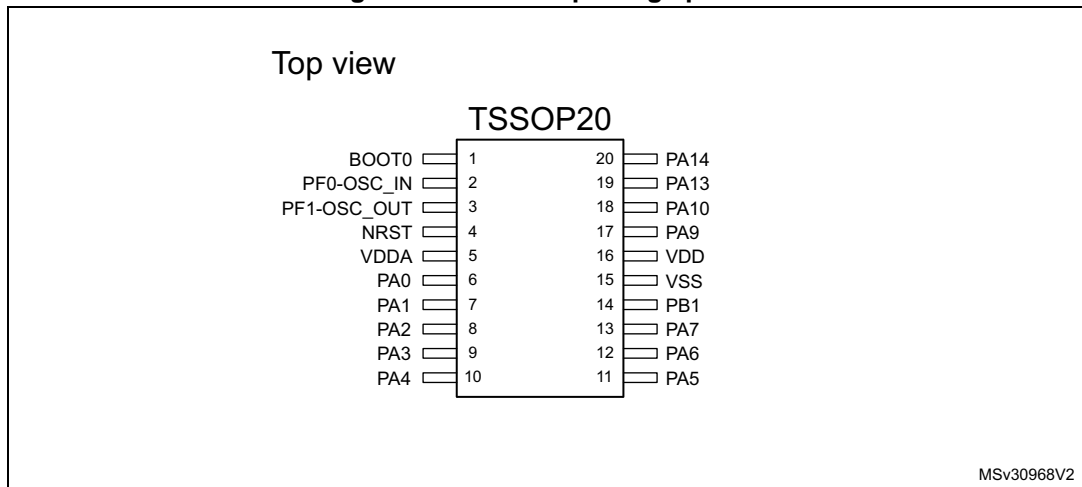 Top view
TSSOP20
BOOT0 1 20 PA14
PF0-OSC_IN 2 19 PA13
PF1-OSC_OUT 3 18 PA10
NRST 4 17 PA9
VDDA 5 16 VDD
PA0 6 15 VSS
PA1 7 14 PB1
PA2 8 13 PA7
PA3 9 12 PA6
PA4 10 11 PA5
MSv30968V2